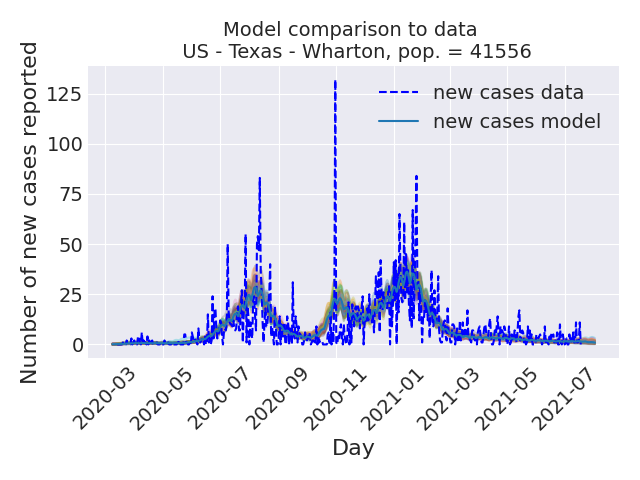 Model comparison to data
US - Texas - Wharton, pop. = 41556
new cases data
new cases model
Number of new cases reported
125
100
75
50
25
0
2020-03
2020-05
2020-07
2020-09
2020-11
2021-01
2021-03
2021-05
2021-07
Day